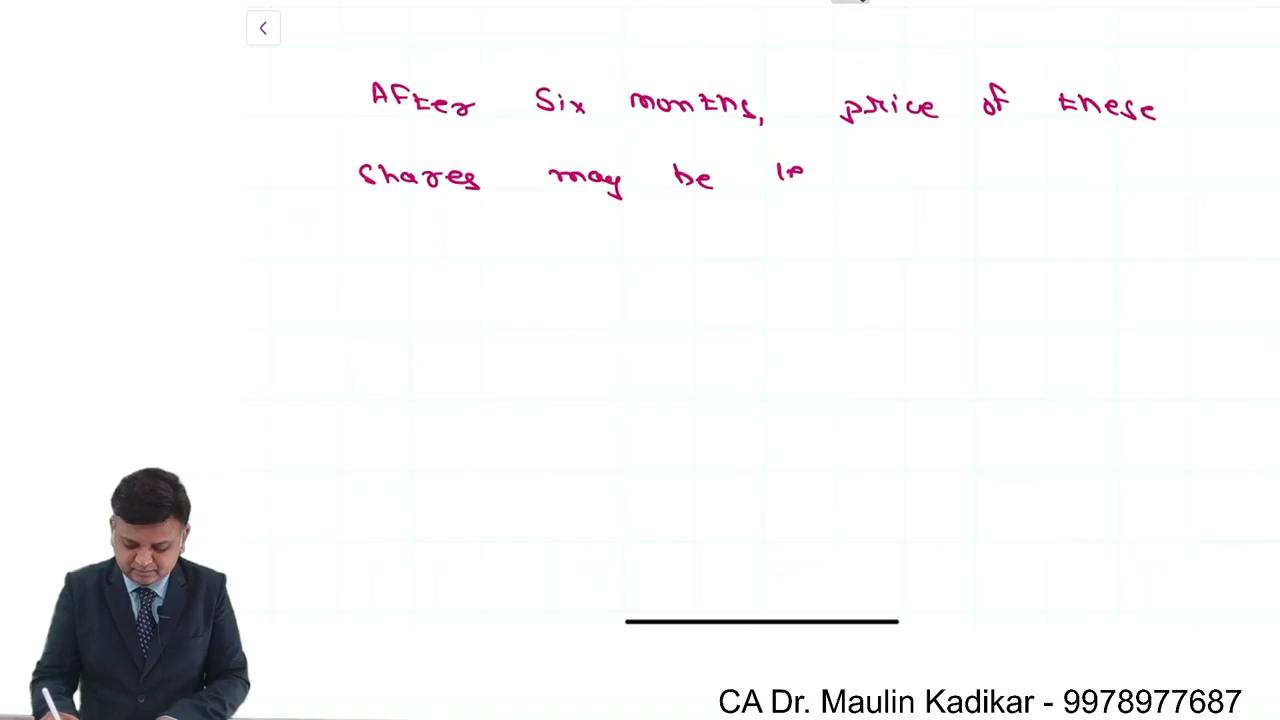 After Six months, price of these
shares may be
CA Dr. Maulin Kadikar - 9978977687